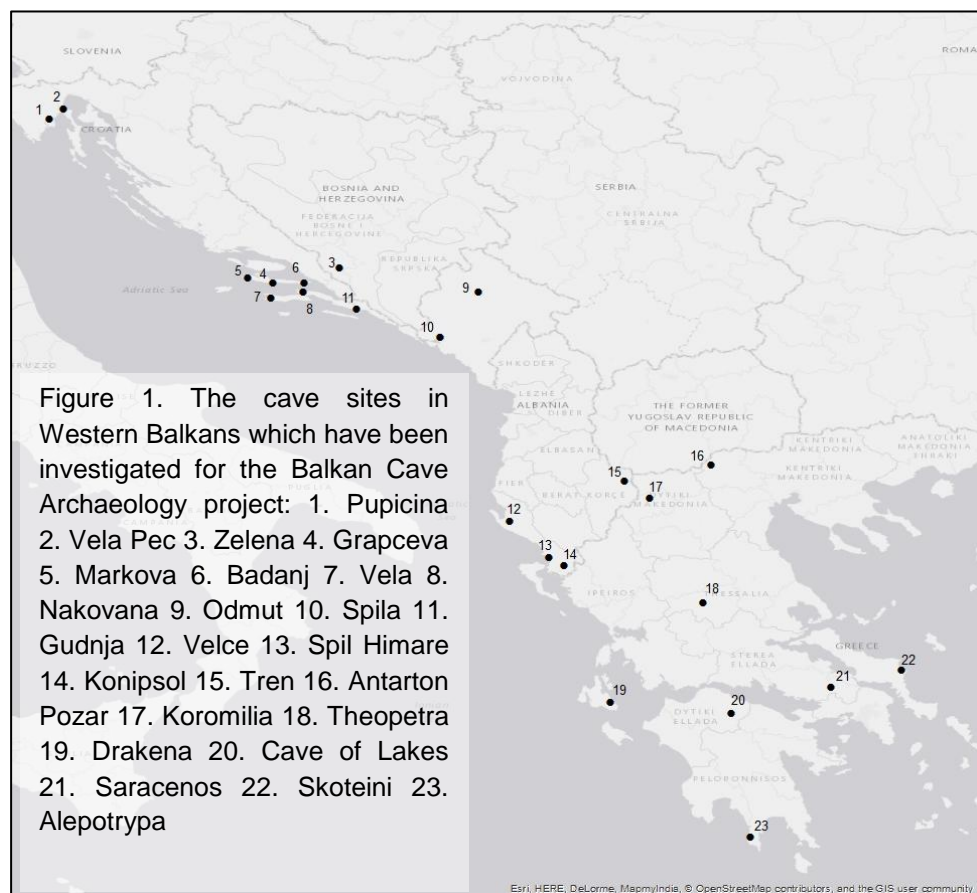 SLOVENIA
ROMA
VOJVODINA
2
1
CROATIA
BOSNIA AND
HERZEGOVINA
SERBIA
FEDERACIJA
BOSNE I
HERCEGOVINE
CENTRALNA
SRBIJA
REPUBLIKA
SRPSKA
3
5
4
6
9
Adriatic Sea
7
8
11
10
SHKODER
LEZHE
ALBANIA
DIBER
THE FORMER
YUGOSLAV REPUBLIC
OF MACEDONIA
Figure 1. The cave sites in
Western Balkans which have been
investigated for the Balkan Cave
Archaeology project: 1. Pupicina
2. Vela Pec 3. Zelena 4. Grapceva
5. Markova 6. Badanj 7. Vela 8.
Nakovana 9. Odmut 10. Spila 11.
Gudnja 12. Velce 13. Spil Himare
14. Konipsol 15. Tren 16. Antarton
Pozar 17. Koromilia 18. Theopetra
19. Drakena 20. Cave of Lakes
21. Saracenos 22. Skoteini 23.
Alepotrypa
ELBASAN
KENTRIKI
MAKEDONIA
ANATOLIKI
MAKEDONIA
THRAKI
16
15
17
FIER
BERAT
KORÇE
DYTIKI
MAKEDONIA
KENTRIKI
MAKEDONIA
12
13
14
IPEIROS
18
THESSALIA
STEREA
ELLADA
GREECE
22
21
19
20
DYTIKI
ELLADA
PELOPONNISOS
23
Esri, HERE, DeLorme, MapmyIndia, © OpenStreetMap contributors, and the GIS user community